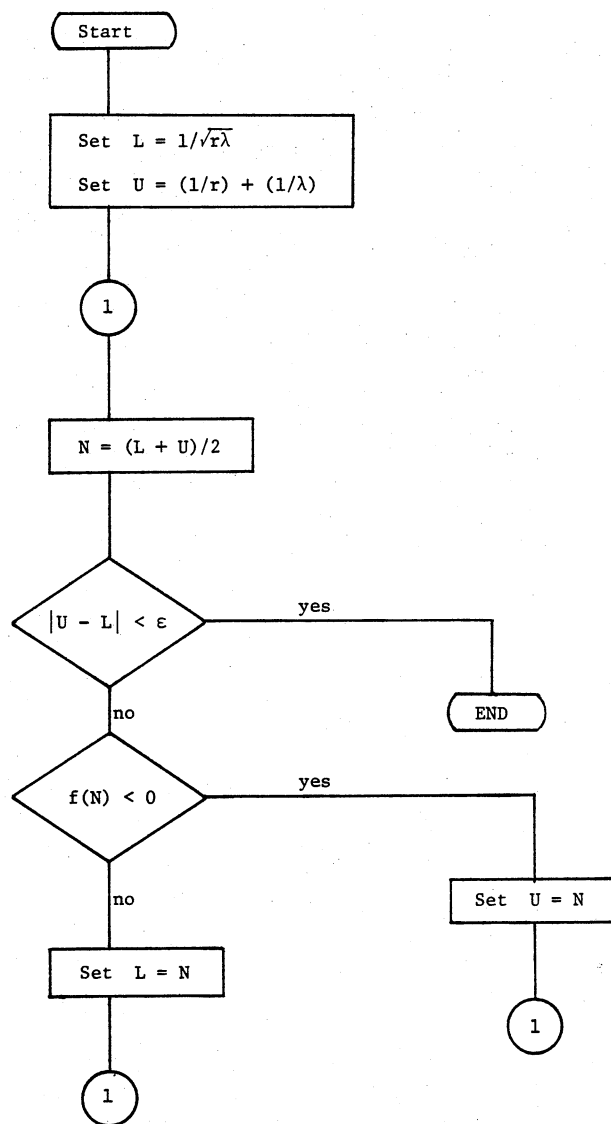 Start
Set L = 1/√rλ
Set U = (1/r) + (1/λ)
1
N = (L + U)/2
|U - L| < ε
yes
END
no
f(N) < 0
yes
Set U = N
no
Set L = N
1
1